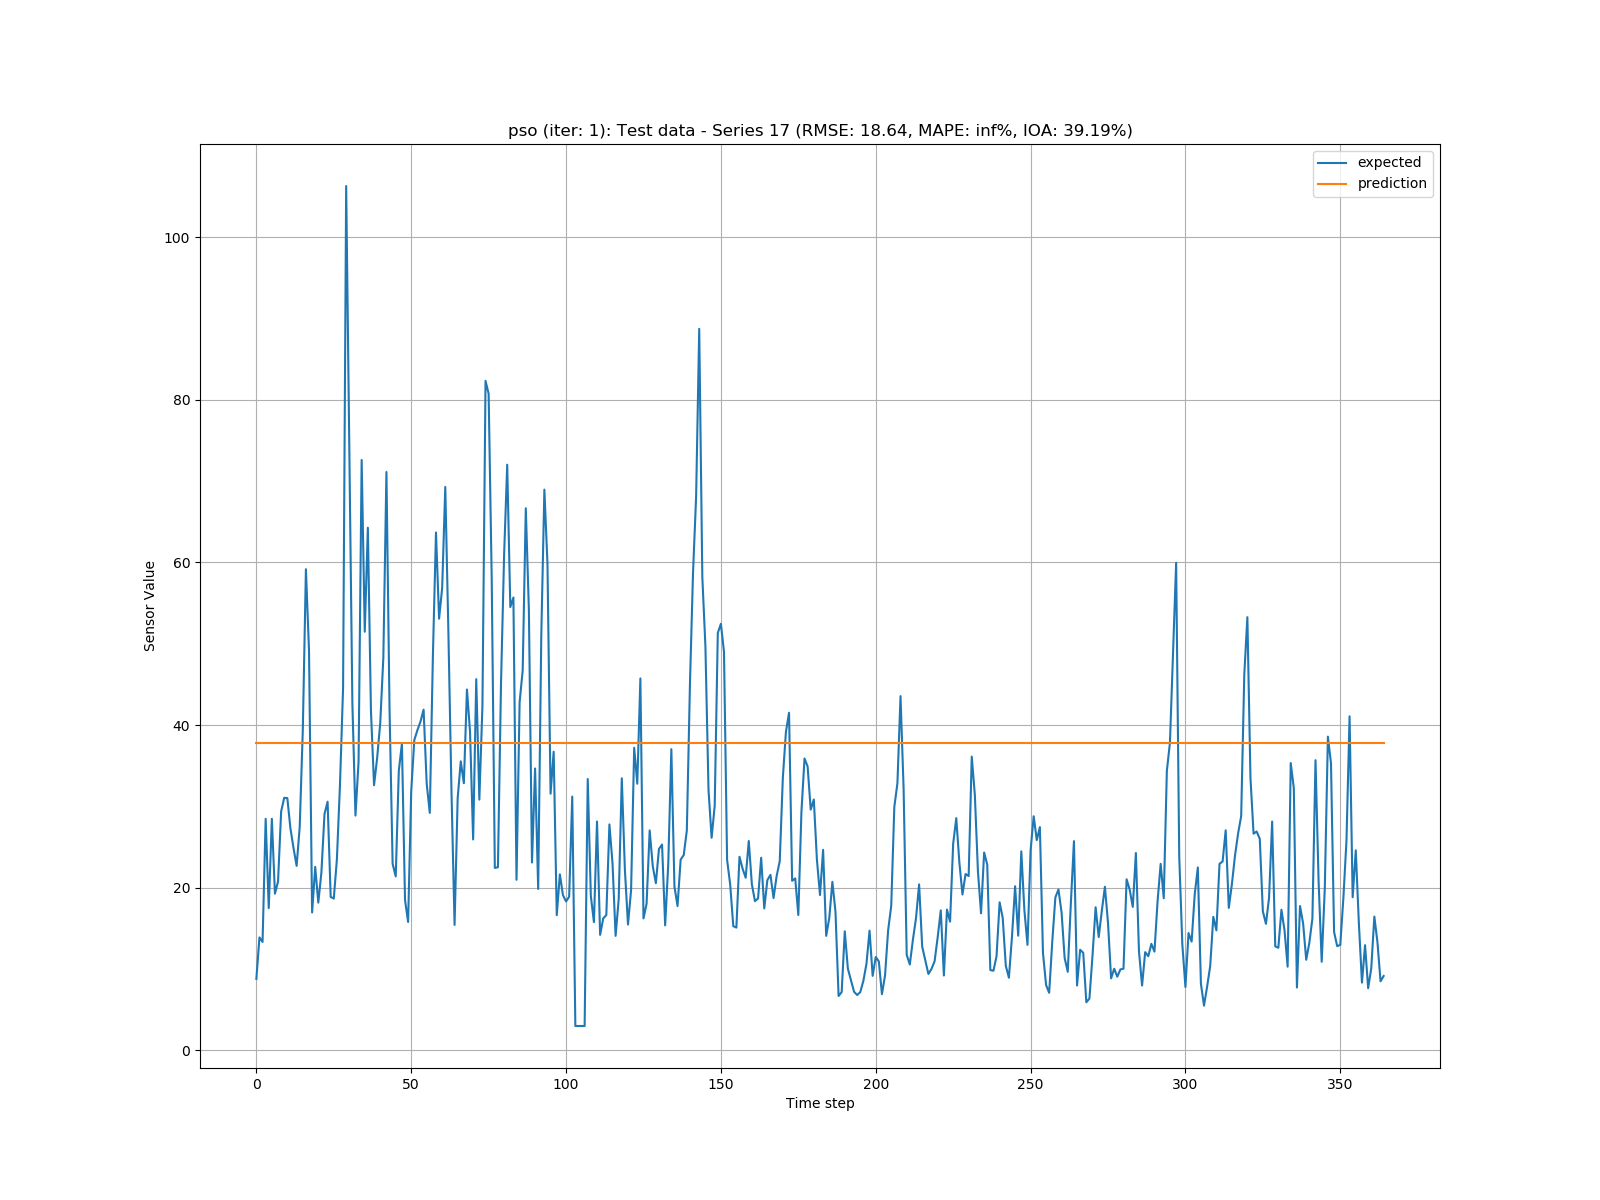 pso (iter: 1): Test data - Series 17 (RMSE: 18.64, MAPE: inf%, IOA: 39.19%)
expected
prediction
100
80
60
40
20
0
Sensor Value
0 50 100 150 200 250 300 350
Time step